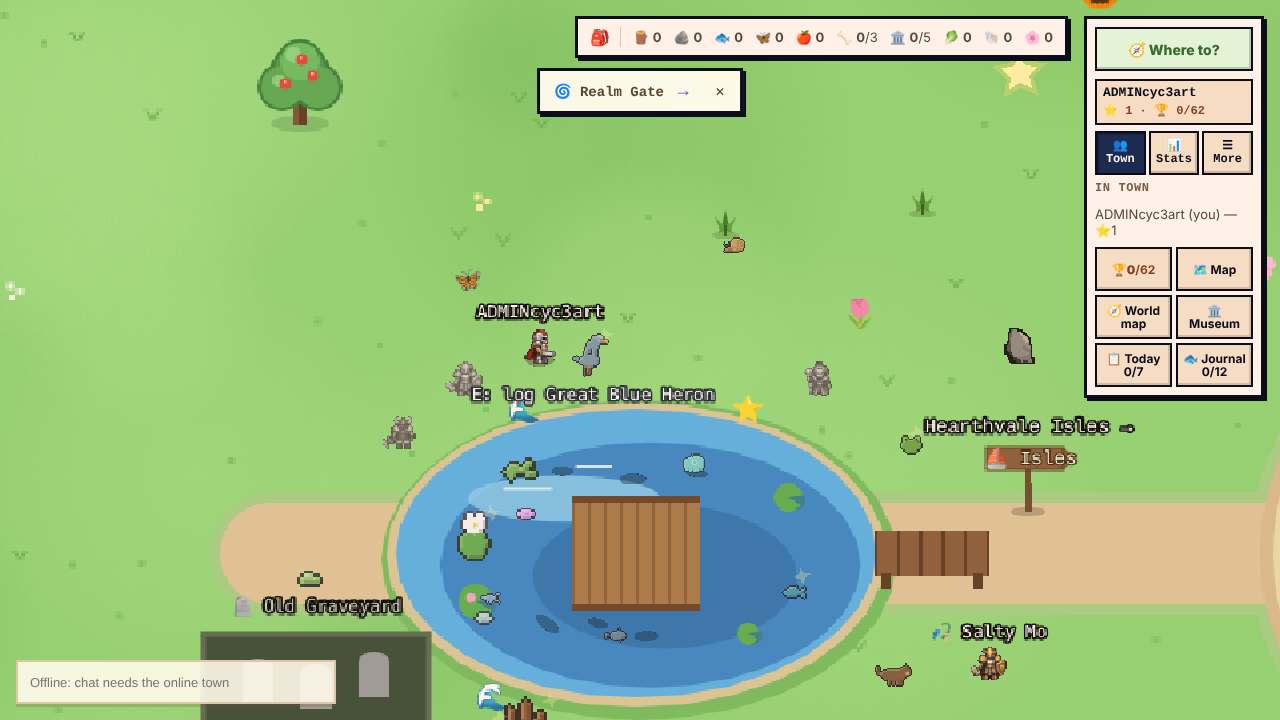 0 0 0 0 0 0/3 0/5 0 0 0
Where to?
Realm Gate → ×
ADMINcyc3art
1 · 0/62
Town Stats More
IN TOWN
ADMINcyc3art (you) —
1
0/62 Map
World map
Museum
Today 0/7
Journal 0/12
ADMINcyc3art
E: log Great Blue Heron
Hearthvale Isles →
Isles
Old Graveyard
Salty Mo
Offline: chat needs the online town